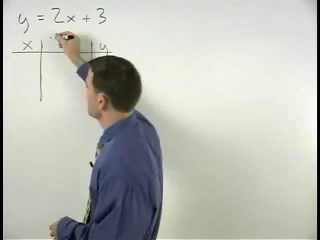 y = 2x + 3
x y